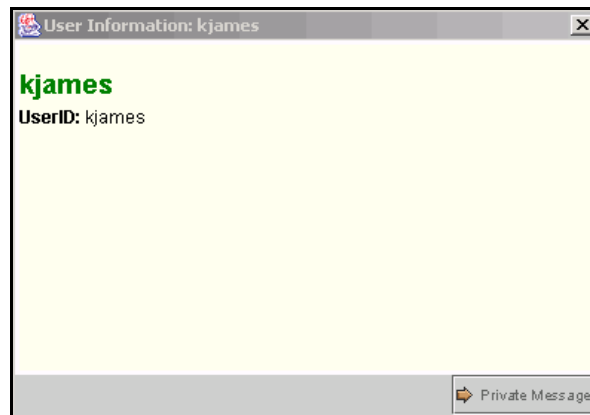 User Information: kjames
kjames
UserID: kjames
Private Message